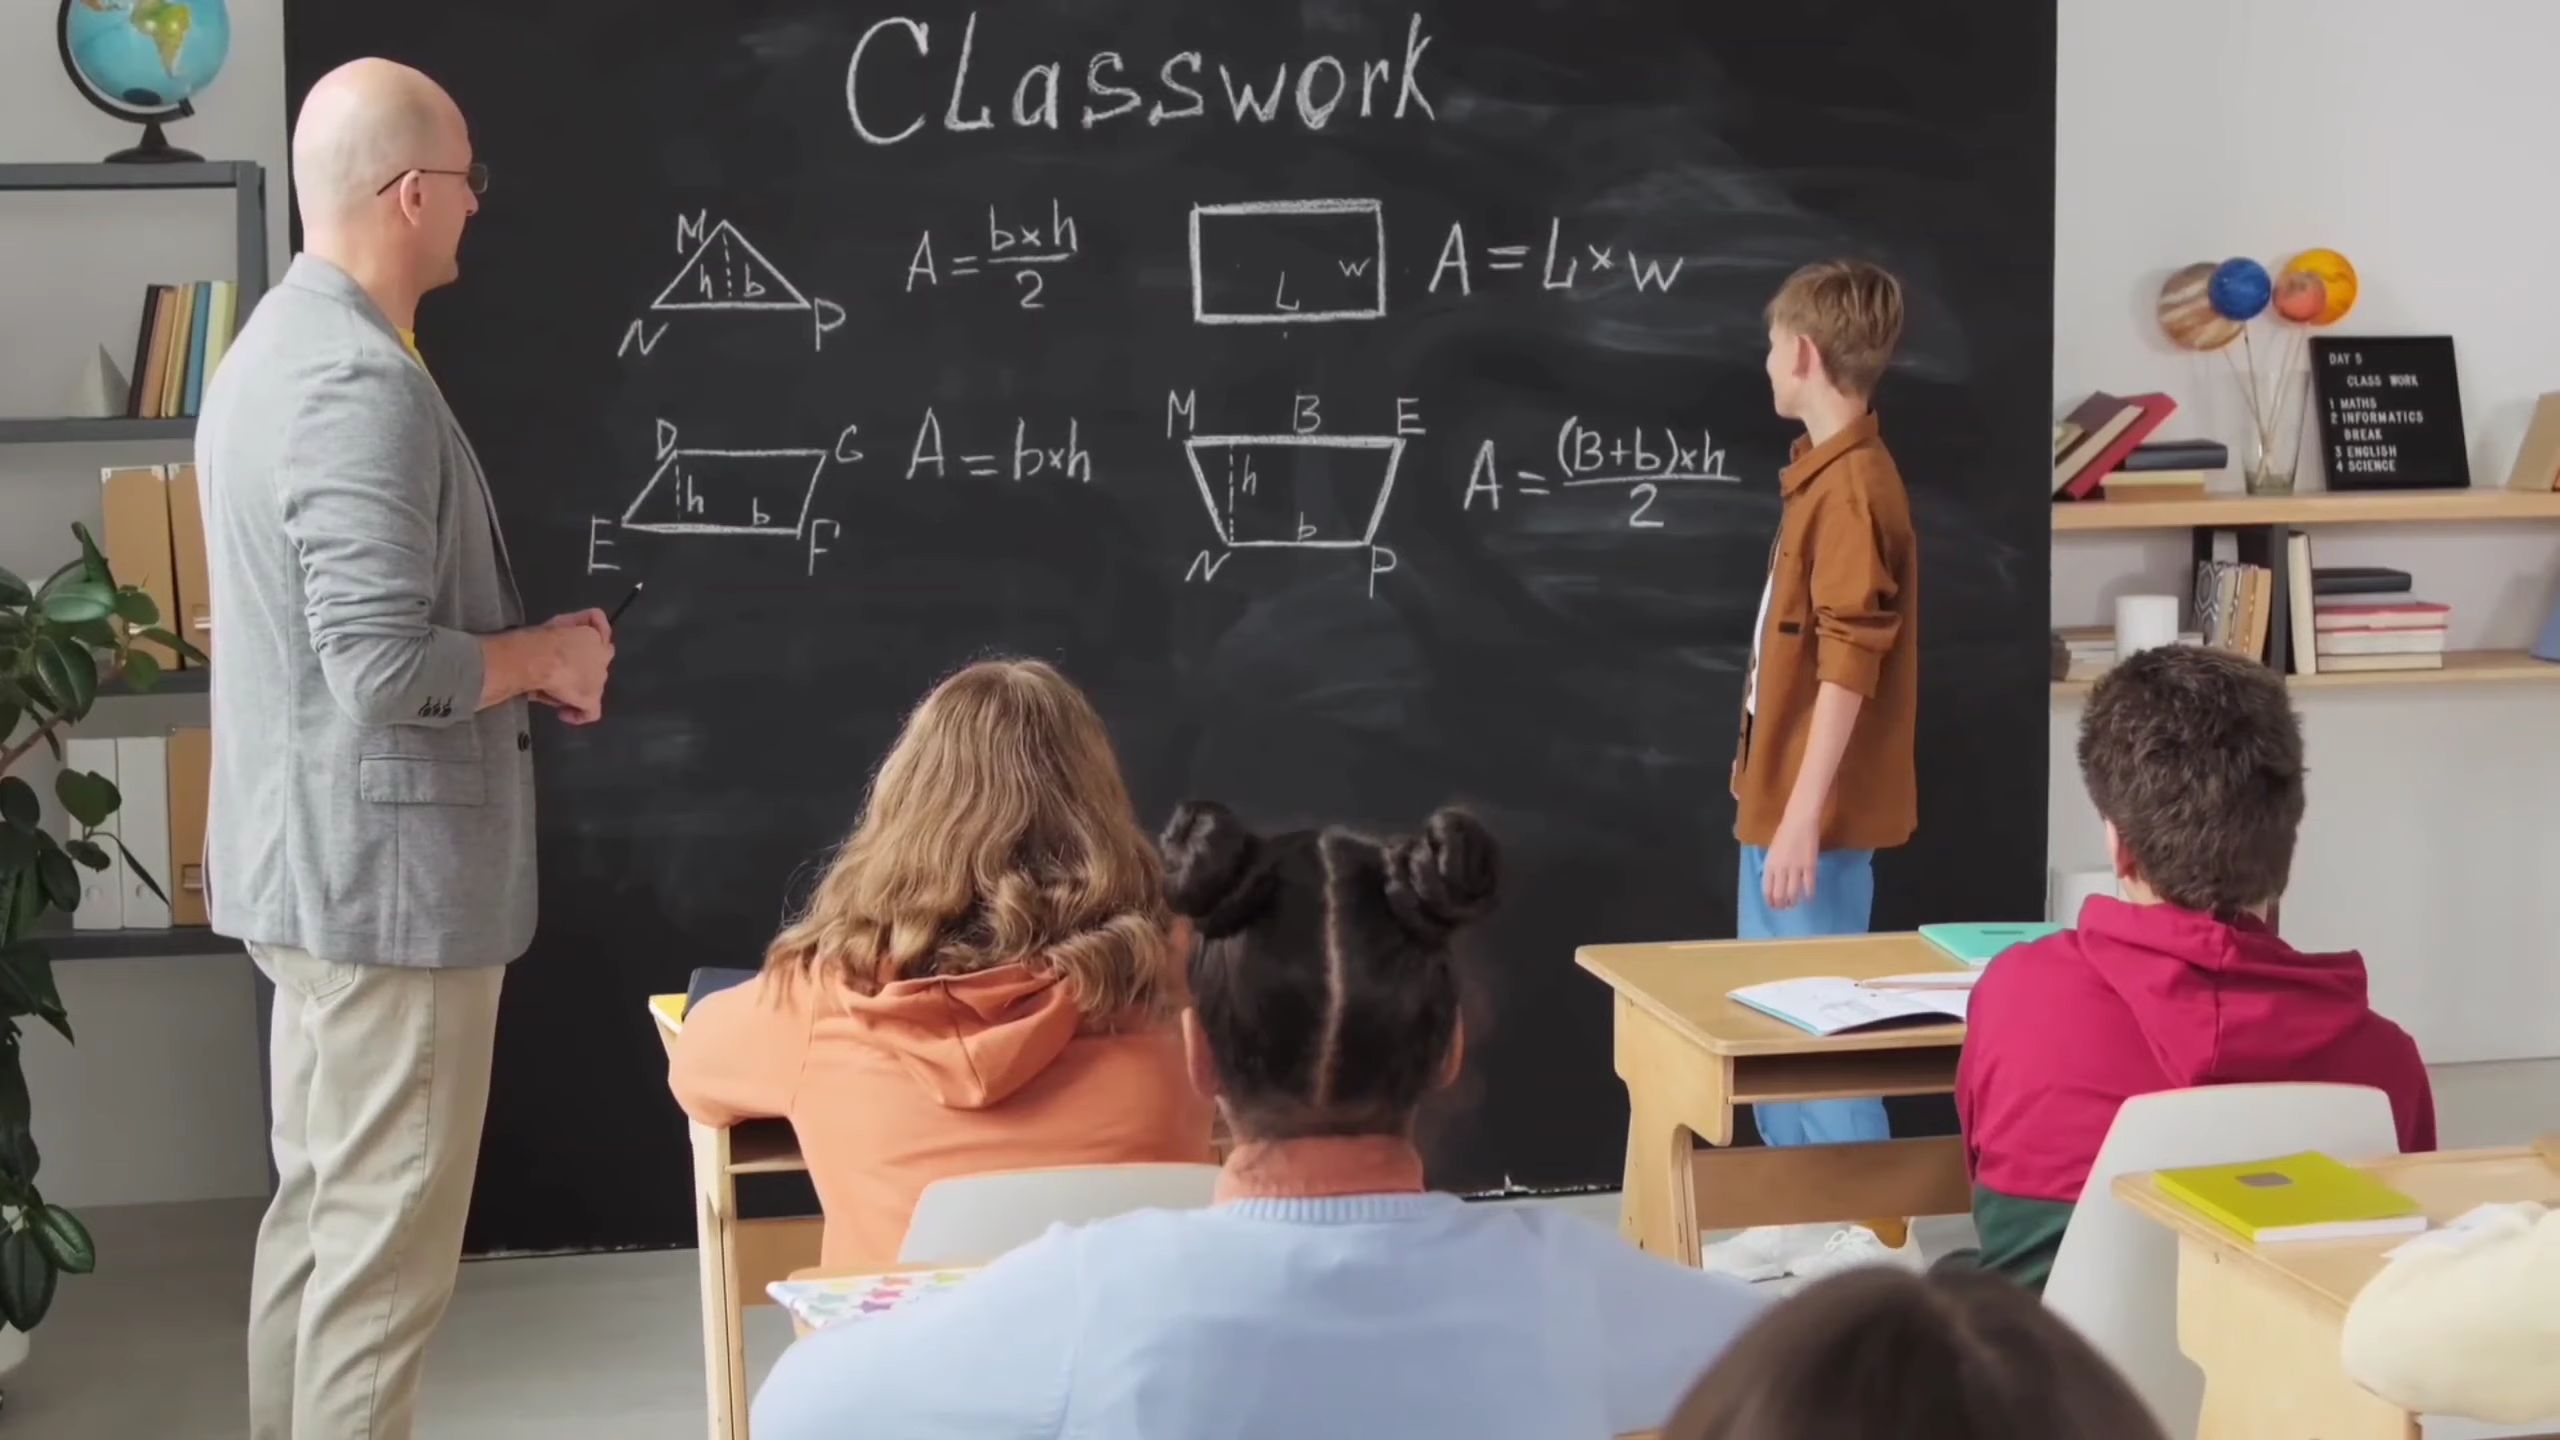 Classwork
M
h b
N P
A = b×h/2
L w
A = L×w
D G
h b
E F
A = b×h
M B E
h
b
N P
A = (B+b)×h/2
DAY 5
CLASS WORK
1 MATHS
2 INFORMATICS
BREAK
3 ENGLISH
4 SCIENCE